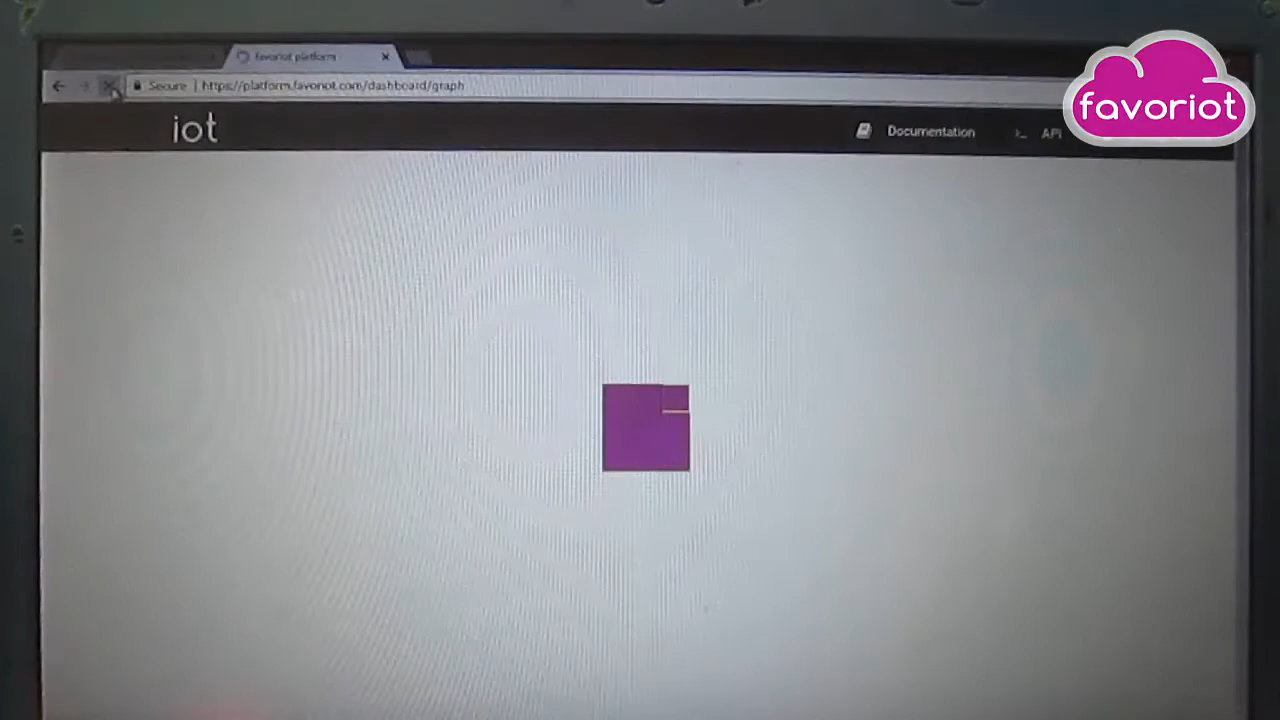 favoriot platform
Secure | https://platform.favoriot.com/dashboard/graph
iot
Documentation
>_ API
favoriot